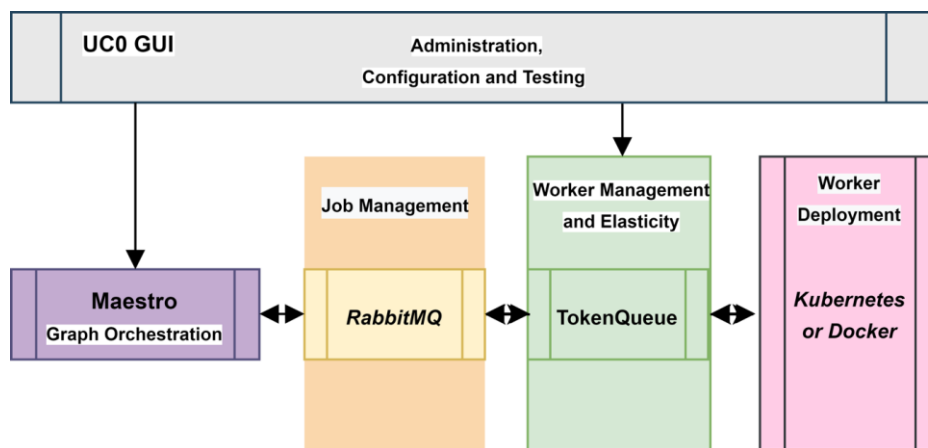 UC0 GUI
Administration,
Configuration and Testing
Job Management
Worker Management
and Elasticity
Worker
Deployment
Maestro
Graph Orchestration
RabbitMQ
TokenQueue
Kubernetes
or Docker